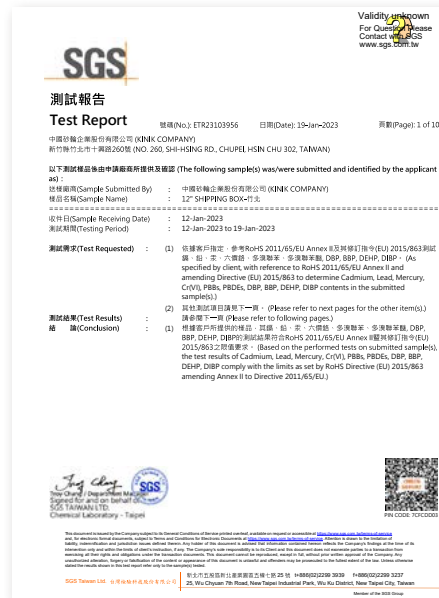 Validity unknown
For Question Please
Contact with SGS
www.sgs.com.tw
SGS
測試報告
Test Report
號碼(No.): ETR23103956 日期(Date): 19-Jan-2023 頁數(Page): 1 of 10
中國砂輪企業股份有限公司 (KINIK COMPANY)
新竹縣竹北市十興路260號 (NO. 260, SHI-HSING RD., CHUPEI, HSIN CHU 302, TAIWAN)
以下測試樣品係由申請廠商所提供及確認 (The following sample(s) was/were submitted and identified by the applicant
as) :
送樣廠商(Sample Submitted By) : 中國砂輪企業股份有限公司 (KINIK COMPANY)
樣品名稱(Sample Name) : 12" SHIPPING BOX-竹北
收件日(Sample Receiving Date) : 12-Jan-2023
測試期間(Testing Period) : 12-Jan-2023 to 19-Jan-2023
測試需求(Test Requested) : (1) 依據客戶指定，參考RoHS 2011/65/EU Annex II及其修訂指令(EU) 2015/863測試
鎘、鉛、汞、六價鉻、多溴聯苯、多溴聯苯醚, DBP, BBP, DEHP, DIBP。 (As
specified by client, with reference to RoHS 2011/65/EU Annex II and
amending Directive (EU) 2015/863 to determine Cadmium, Lead, Mercury,
Cr(VI), PBBs, PBDEs, DBP, BBP, DEHP, DIBP contents in the submitted
sample(s).)
(2) 其他測試項目請見下一頁。 (Please refer to next pages for the other item(s).)
測試結果(Test Results) : 請參閱下一頁 (Please refer to following pages.)
結 論(Conclusion) : (1) 根據客戶所提供的樣品，其鎘、鉛、汞、六價鉻、多溴聯苯、多溴聯苯醚, DBP,
BBP, DEHP, DIBP的測試結果符合RoHS 2011/65/EU Annex II暨其修訂指令(EU)
2015/863之限值要求。 (Based on the performed tests on submitted sample(s),
the test results of Cadmium, Lead, Mercury, Cr(VI), PBBs, PBDEs, DBP, BBP,
DEHP, DIBP comply with the limits as set by RoHS Directive (EU) 2015/863
amending Annex II to Directive 2011/65/EU.)
Troy Chang / Department Manager
Signed for and on behalf of
SGS TAIWAN LTD.
Chemical Laboratory - Taipei
SGS
SGS Taiwan Ltd. 台灣檢驗科技股份有限公司
新北市五股區新北產業園區五權七路 25 號 t+886(02)2299 3939 f+886(02)2299 3237
25, Wu Chyuan 7th Road, New Taipei Industrial Park, Wu Ku District, New Taipei City, Taiwan
Member of the SGS Group